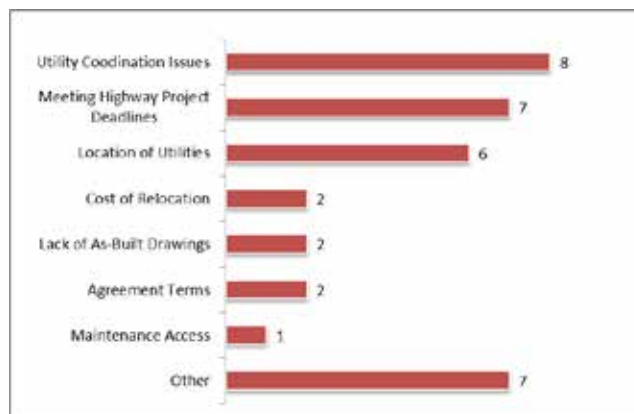 Utility Coodination Issues 8
Meeting Highway Project
Deadlines 7
Location of Utilities 6
Cost of Relocation 2
Lack of As-Built Drawings 2
Agreement Terms 2
Maintenance Access 1
Other 7